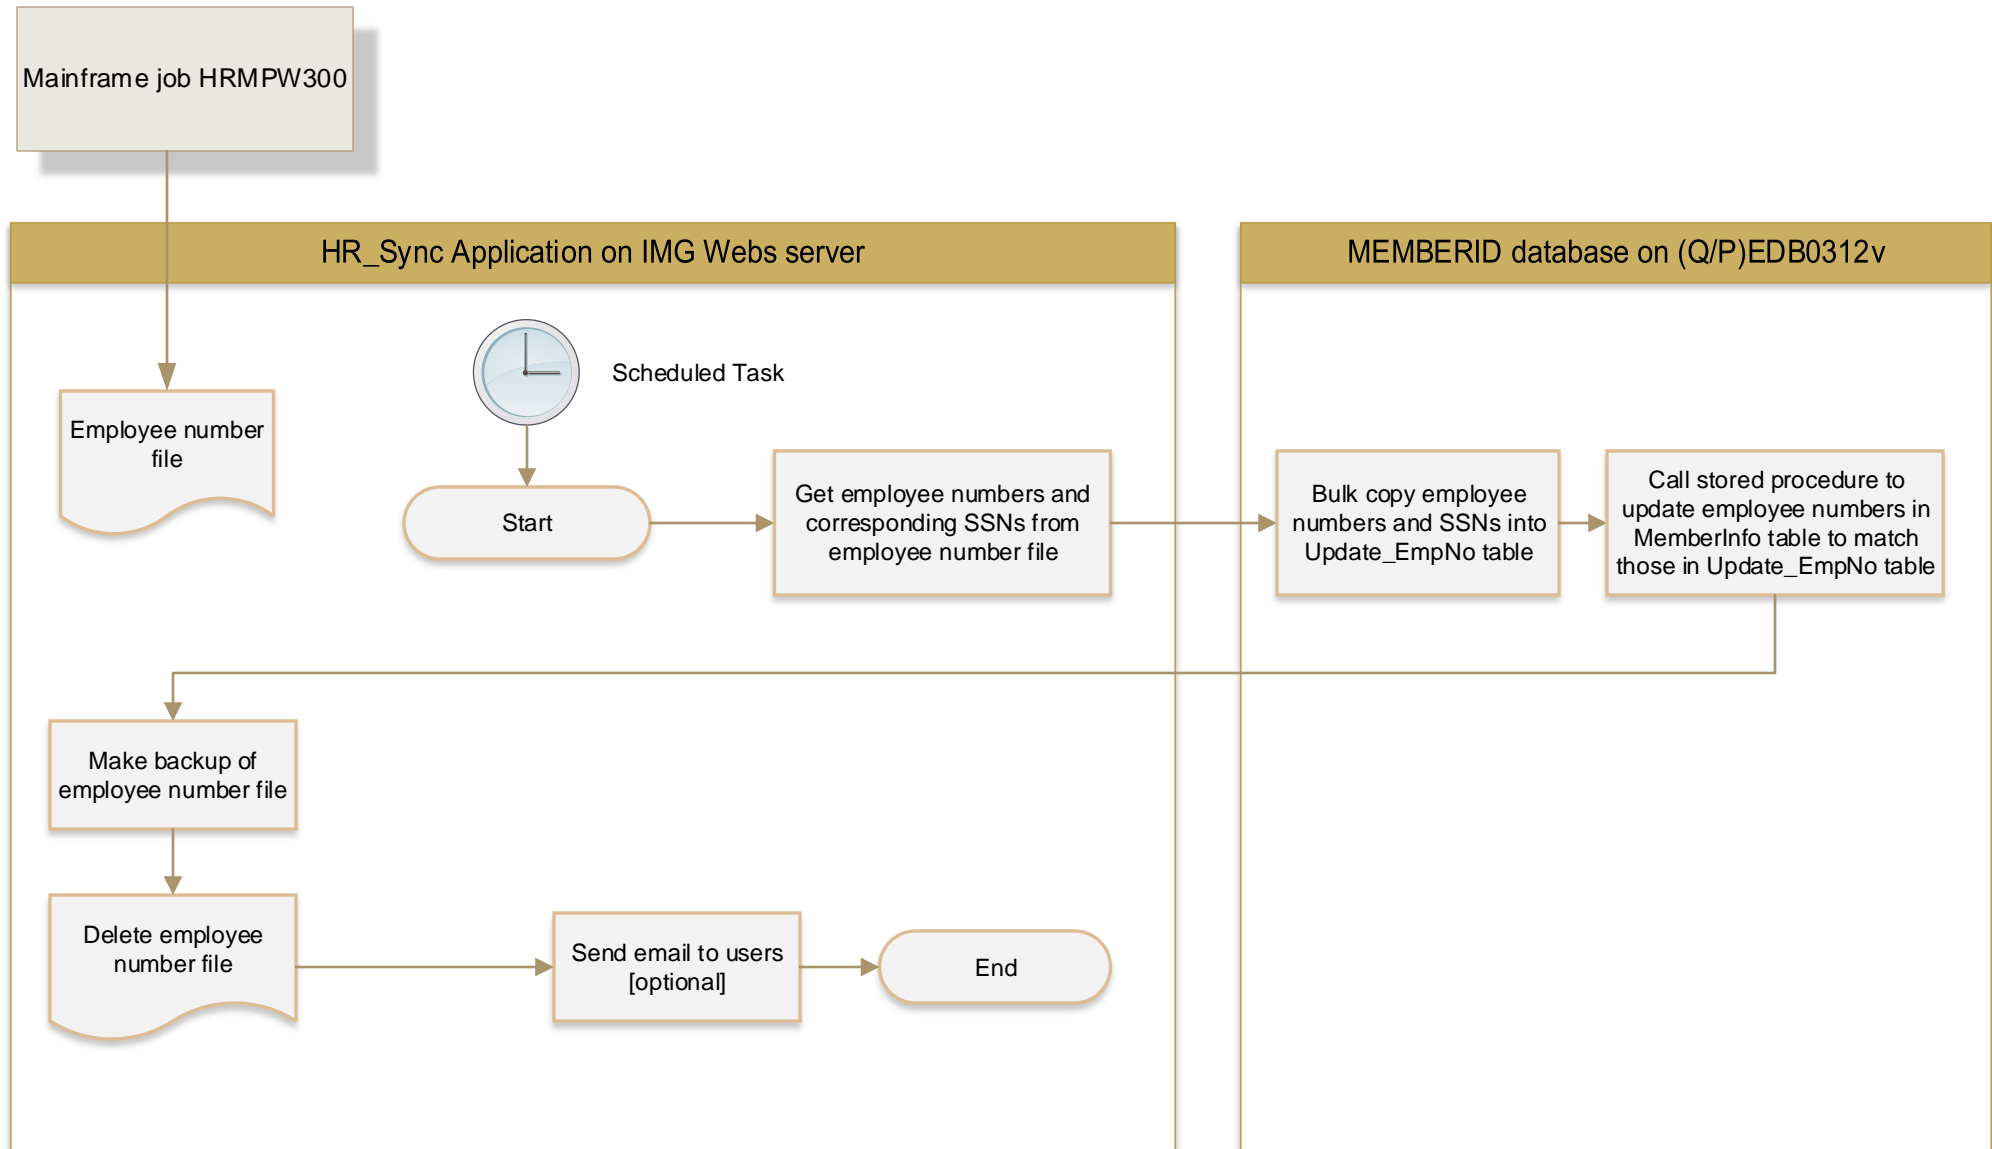 Mainframe job HRMPW300
HR_Sync Application on IMG Webs server
MEMBERID database on (Q/P)EDB0312v
Scheduled Task
Employee number
file
Start
Get employee numbers and
corresponding SSNs from
employee number file
Bulk copy employee
numbers and SSNs into
Update_EmpNo table
Call stored procedure to
update employee numbers in
MemberInfo table to match
those in Update_EmpNo table
Make backup of
employee number file
Delete employee
number file
Send email to users
[optional]
End